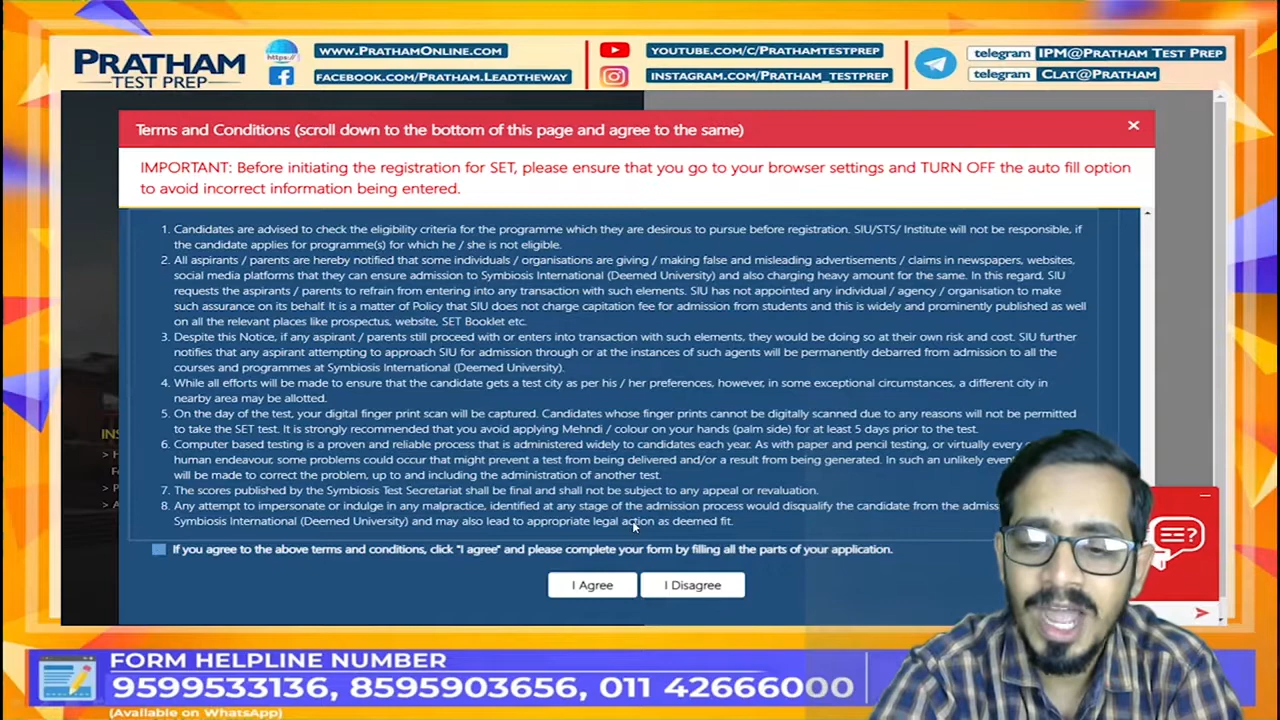 PRATHAM
TEST PREP
https://
www.PrathamOnline.com
facebook.com/Pratham.Leadtheway
youtube.com/c/Prathamtestprep
instagram.com/Pratham_testprep
telegram IPM@Pratham Test Prep
telegram Clat@Pratham
Terms and Conditions (scroll down to the bottom of this page and agree to the same)
IMPORTANT: Before initiating the registration for SET, please ensure that you go to your browser settings and TURN OFF the auto fill option
to avoid incorrect information being entered.
1. Candidates are advised to check the eligibility criteria for the programme which they are desirous to pursue before registration. SIU/STS/ Institute will not be responsible, if
the candidate applies for programme(s) for which he / she is not eligible.
2. All aspirants / parents are hereby notified that some individuals / organisations are giving / making false and misleading advertisements / claims in newspapers, websites,
social media platforms that they can ensure admission to Symbiosis International (Deemed University) and also charging heavy amount for the same. In this regard, SIU
requests the aspirants / parents to refrain from entering into any transaction with such elements. SIU has not appointed any individual / agency / organisation to make
such assurance on its behalf. It is a matter of Policy that SIU does not charge capitation fee for admission from students and this is widely and prominently published as well
on all the relevant places like prospectus, website, SET Booklet etc.
3. Despite this Notice, if any aspirant / parents still proceed with or enters into transaction with such elements, they would be doing so at their own risk and cost. SIU further
notifies that any aspirant attempting to approach SIU for admission through or at the instances of such agents will be permanently debarred from admission to all the
courses and programmes at Symbiosis International (Deemed University).
4. While all efforts will be made to ensure that the candidate gets a test city as per his / her preferences, however, in some exceptional circumstances, a different city in
nearby area may be allotted.
5. On the day of the test, your digital finger print scan will be captured. Candidates whose finger prints cannot be digitally scanned due to any reasons will not be permitted
to take the SET test. It is strongly recommended that you avoid applying Mehndi / colour on your hands (palm side) for at least 5 days prior to the test.
6. Computer based testing is a proven and reliable process that is administered widely to candidates each year. As with paper and pencil testing, or virtually every
human endeavour, some problems could occur that might prevent a test from being delivered and/or a result from being generated. In such an unlikely
will be made to correct the problem, up to and including the administration of another test.
7. The scores published by the Symbiosis Test Secretariat shall be final and shall not be subject to any appeal or revaluation.
8. Any attempt to impersonate or indulge in any malpractice, identified at any stage of the admission process would disqualify the candidate from the
Symbiosis International (Deemed University) and may also lead to appropriate legal action as deemed fit.
If you agree to the above terms and conditions, click "I agree" and please complete your form by filling all the parts of your application.
I Agree
I Disagree
FORM HELPLINE NUMBER
9599533136, 8595903656, 011 42666000
(Available on WhatsApp)